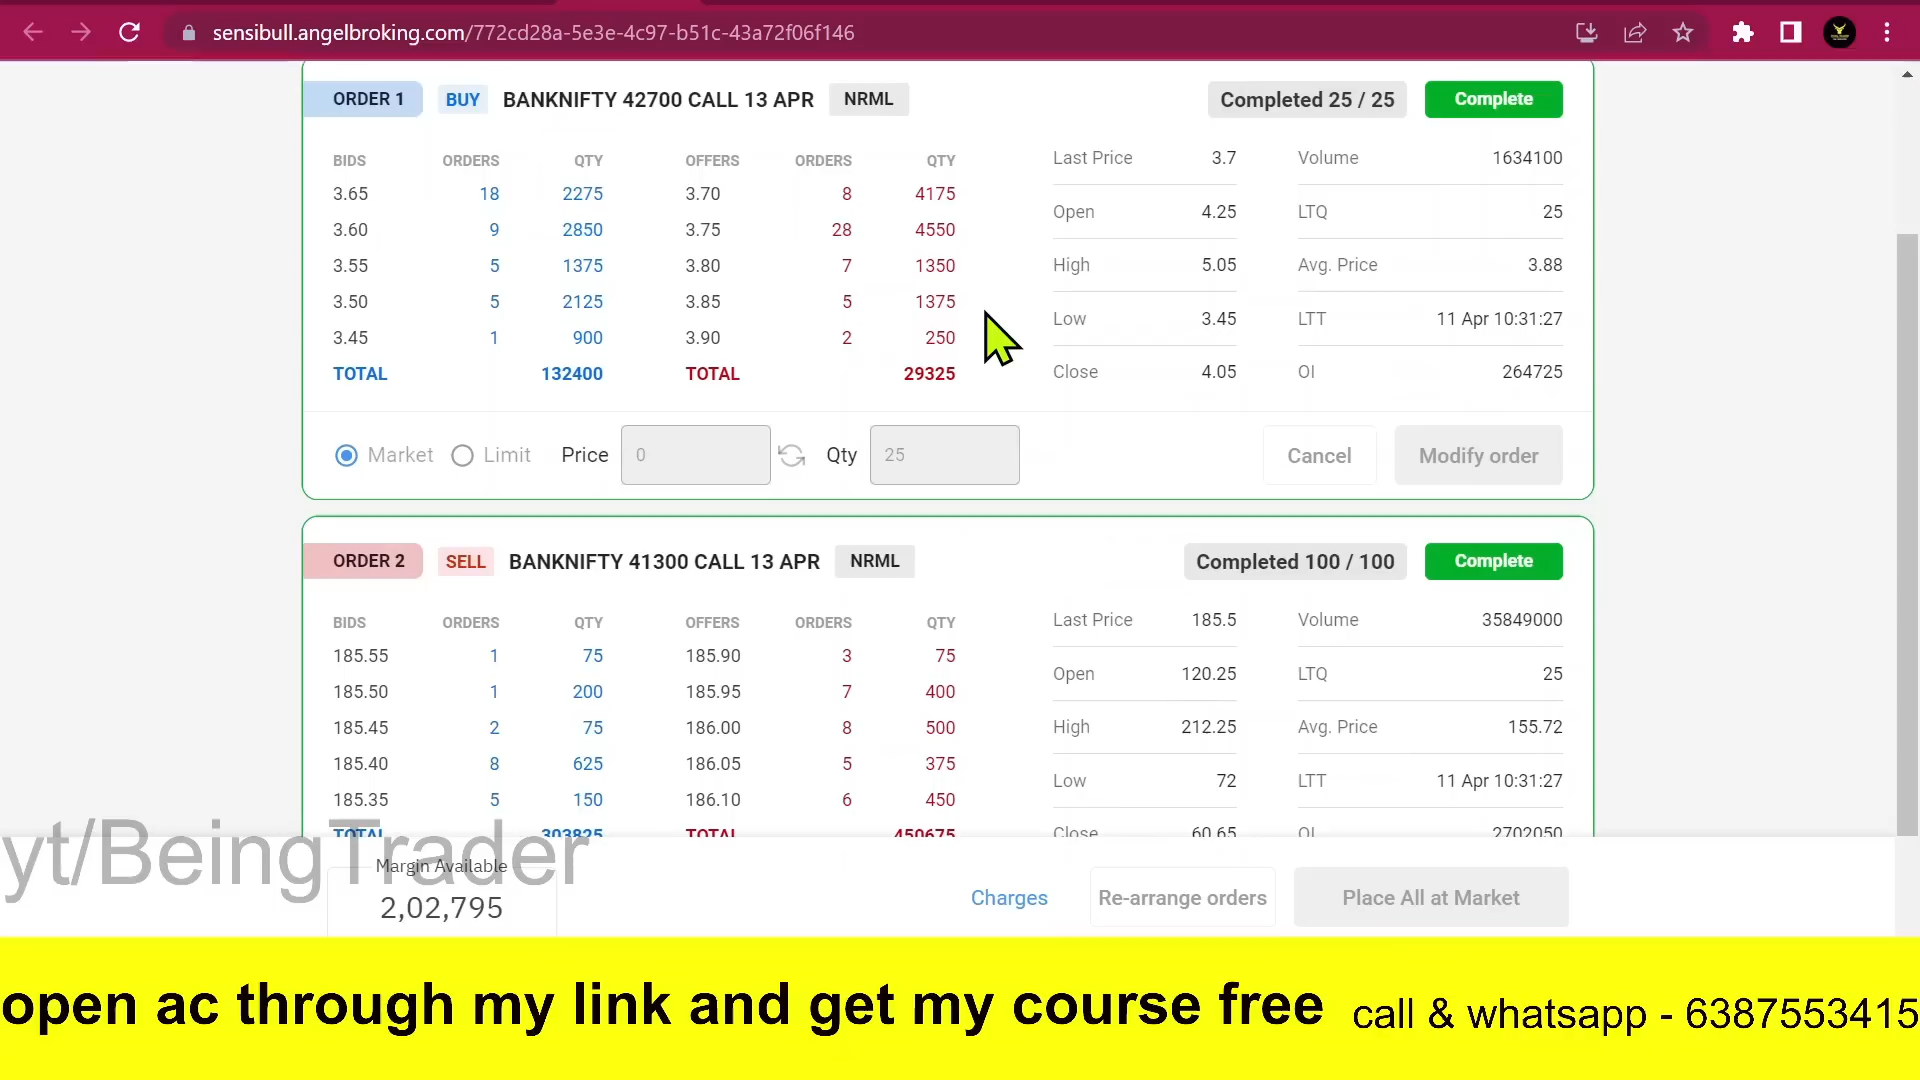 sensibull.angelbroking.com/772cd28a-5e3e-4c97-b51c-43a72f06f146
ORDER 1 BUY BANKNIFTY 42700 CALL 13 APR NRML Completed 25 / 25 Complete
BIDS ORDERS QTY OFFERS ORDERS QTY Last Price 3.7 Volume 1634100
3.65 18 2275 3.70 8 4175
3.60 9 2850 3.75 28 4550 Open 4.25 LTQ 25
3.55 5 1375 3.80 7 1350 High 5.05 Avg. Price 3.88
3.50 5 2125 3.85 5 1375 Low 3.45 LTT 11 Apr 10:31:27
3.45 1 900 3.90 2 250
TOTAL 132400 TOTAL 29325 Close 4.05 OI 264725
Market Limit Price 0 Qty 25 Cancel Modify order
ORDER 2 SELL BANKNIFTY 41300 CALL 13 APR NRML Completed 100 / 100 Complete
BIDS ORDERS QTY OFFERS ORDERS QTY Last Price 185.5 Volume 35849000
185.55 1 75 185.90 3 75
185.50 1 200 185.95 7 400 Open 120.25 LTQ 25
185.45 2 75 186.00 8 500 High 212.25 Avg. Price 155.72
185.40 8 625 186.05 5 375 Low 72 LTT 11 Apr 10:31:27
185.35 5 150 186.10 6 450
TOTAL 303825 TOTAL 450675 Close 60.65 OI 2702050
yt/BeingTrader
Margin Available
2,02,795 Charges Re-arrange orders Place All at Market
open ac through my link and get my course free call & whatsapp - 6387553415